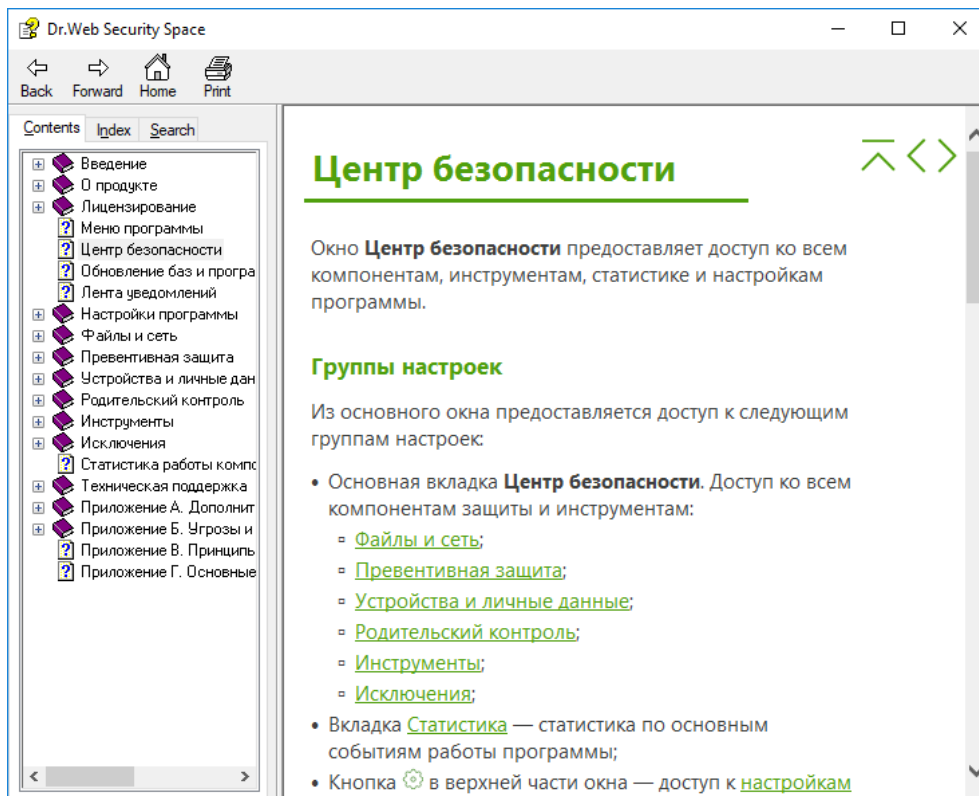 Dr.Web Security Space
Back Forward Home Print
Contents Index Search
Введение
О продукте
Лицензирование
Меню программы
Центр безопасности
Обновление баз и програ
Лента уведомлений
Настройки программы
Файлы и сеть
Превентивная защита
Устройства и личные дан
Родительский контроль
Инструменты
Исключения
Статистика работы компо
Техническая поддержка
Приложение А. Дополнит
Приложение Б. Угрозы и
Приложение В. Принципь
Приложение Г. Основные
Центр безопасности
Окно Центр безопасности предоставляет доступ ко всем
компонентам, инструментам, статистике и настройкам
программы.
Группы настроек
Из основного окна предоставляется доступ к следующим
группам настроек:
• Основная вкладка Центр безопасности. Доступ ко всем
компонентам защиты и инструментам:
▫ Файлы и сеть;
▫ Превентивная защита;
▫ Устройства и личные данные;
▫ Родительский контроль;
▫ Инструменты;
▫ Исключения;
• Вкладка Статистика — статистика по основным
событиям работы программы;
• Кнопка в верхней части окна — доступ к настройкам